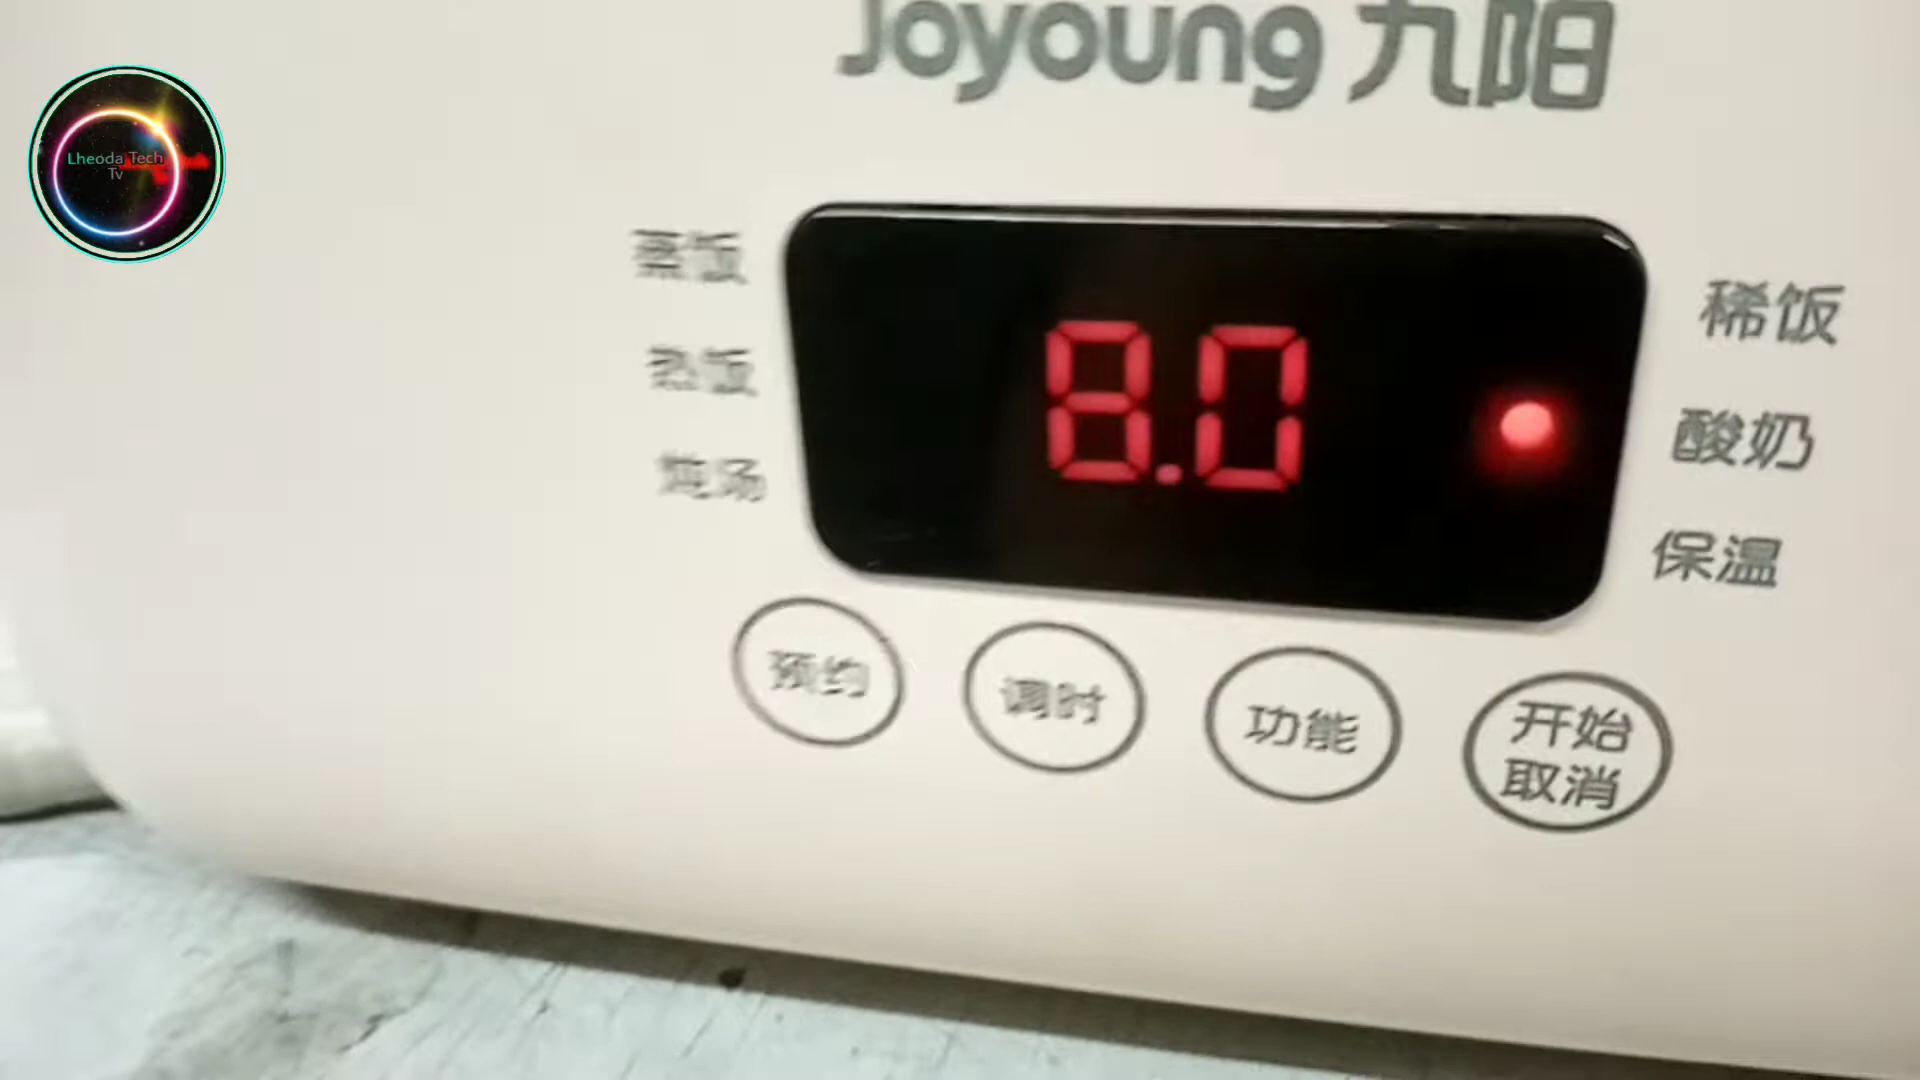 Joyoung 九阳
Lheoda Tech
Tv
蒸饭
热饭
炖汤
8.0
稀饭
酸奶
保温
预约
调时
功能
开始
取消